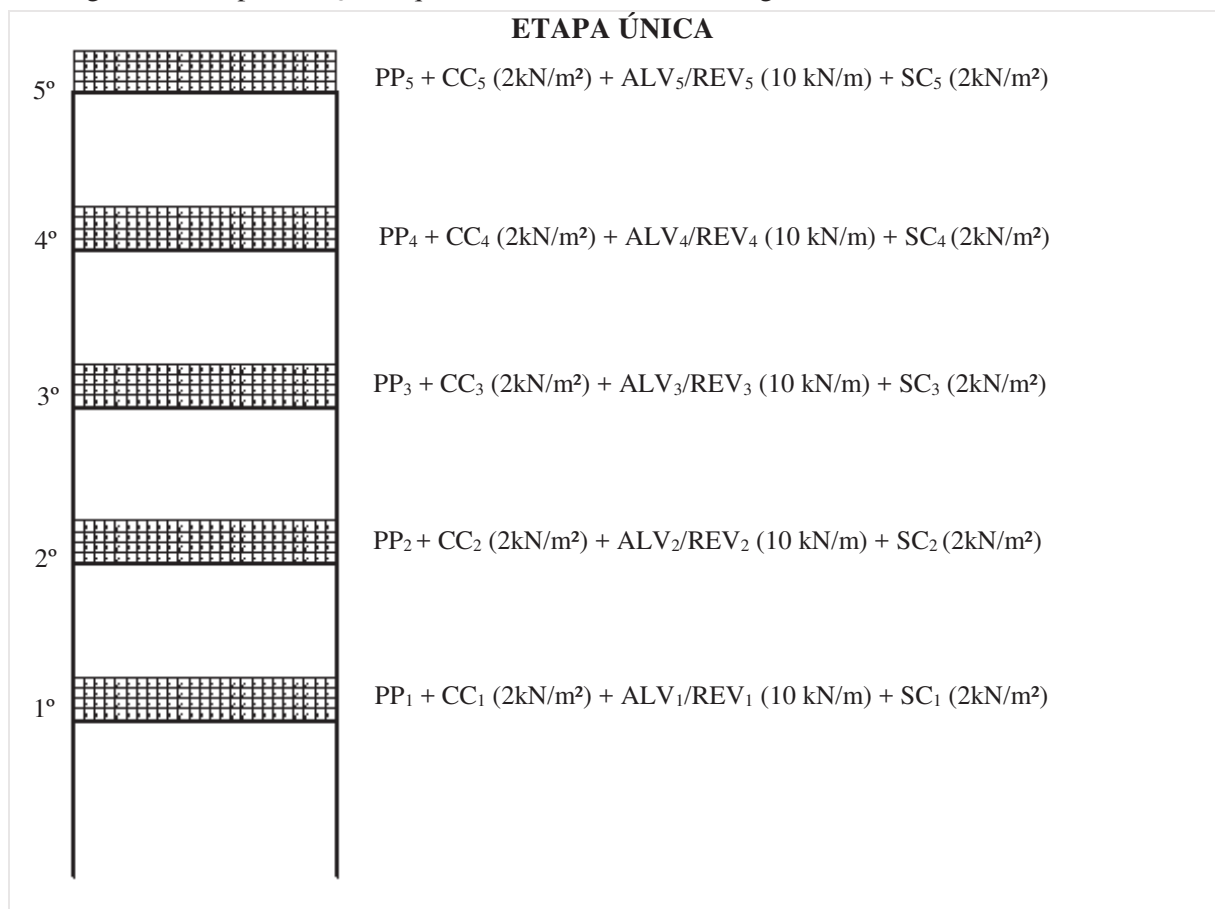 ETAPA ÚNICA
5º PP₅ + CC₅ (2kN/m²) + ALV₅/REV₅ (10 kN/m) + SC₅ (2kN/m²)
4º PP₄ + CC₄ (2kN/m²) + ALV₄/REV₄ (10 kN/m) + SC₄ (2kN/m²)
3º PP₃ + CC₃ (2kN/m²) + ALV₃/REV₃ (10 kN/m) + SC₃ (2kN/m²)
2º PP₂ + CC₂ (2kN/m²) + ALV₂/REV₂ (10 kN/m) + SC₂ (2kN/m²)
1º PP₁ + CC₁ (2kN/m²) + ALV₁/REV₁ (10 kN/m) + SC₁ (2kN/m²)